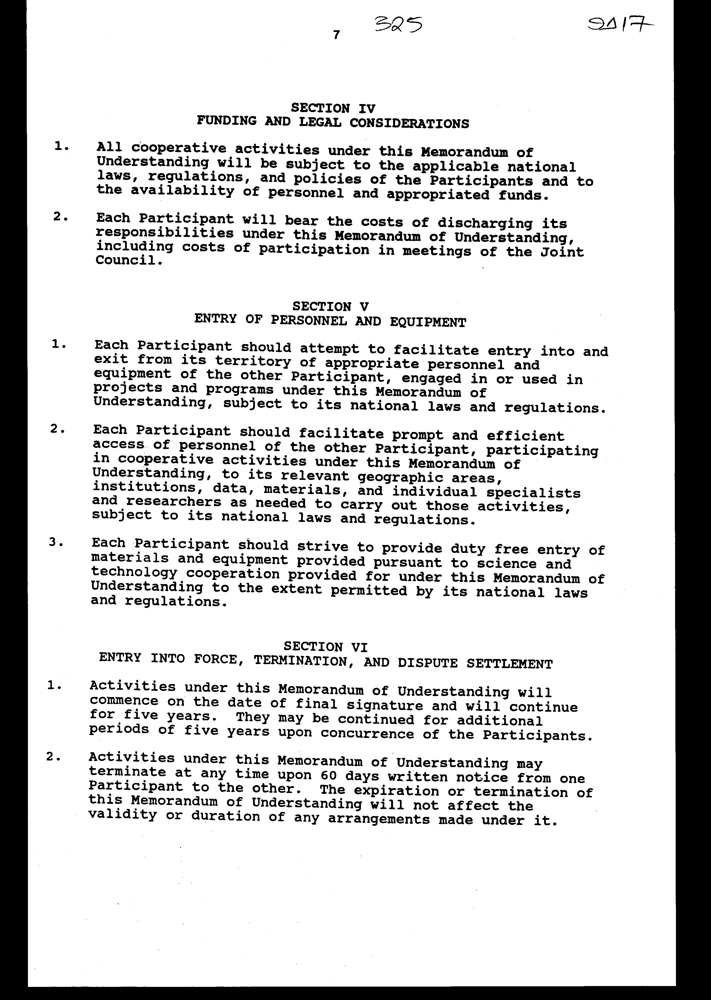 325
7
SECTION IV
FUNDING AND LEGAL CONSIDERATIONS
1. All cooperative activities under this Memorandum of
Understanding will be subject to the applicable national
laws, regulations, and policies of the Participants and to
the availability of personnel and appropriated funds.
2. Each Participant will bear the costs of discharging its
responsibilities under this Memorandum of Understanding,
including costs of participation in meetings of the Joint
Council.
SECTION V
ENTRY OF PERSONNEL AND EQUIPMENT
1. Each Participant should attempt to facilitate entry into and
exit from its territory of appropriate personnel and
equipment of the other Participant, engaged in or used in
projects and programs under this Memorandum of
Understanding, subject to its national laws and regulations.
2. Each Participant should facilitate prompt and efficient
access of personnel of the other Participant, participating
in cooperative activities under this Memorandum of
Understanding, to its relevant geographic areas,
institutions, data, materials, and individual specialists
and researchers as needed to carry out those activities,
subject to its national laws and regulations.
3. Each Participant should strive to provide duty free entry of
materials and equipment provided pursuant to science and
technology cooperation provided for under this Memorandum of
Understanding to the extent permitted by its national laws
and regulations.
SECTION VI
ENTRY INTO FORCE, TERMINATION, AND DISPUTE SETTLEMENT
1. Activities under this Memorandum of Understanding will
commence on the date of final signature and will continue
for five years. They may be continued for additional
periods of five years upon concurrence of the Participants.
2. Activities under this Memorandum of Understanding may
terminate at any time upon 60 days written notice from one
Participant to the other. The expiration or termination of
this Memorandum of Understanding will not affect the
validity or duration of any arrangements made under it.